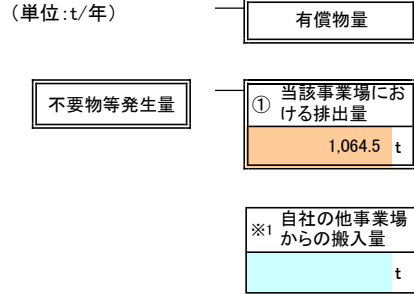 (単位:t/年)
有償物量
不要物等発生量
① 当該事業場にお
ける排出量
1,064.5 t
※1 自社の他事業場
からの搬入量
t